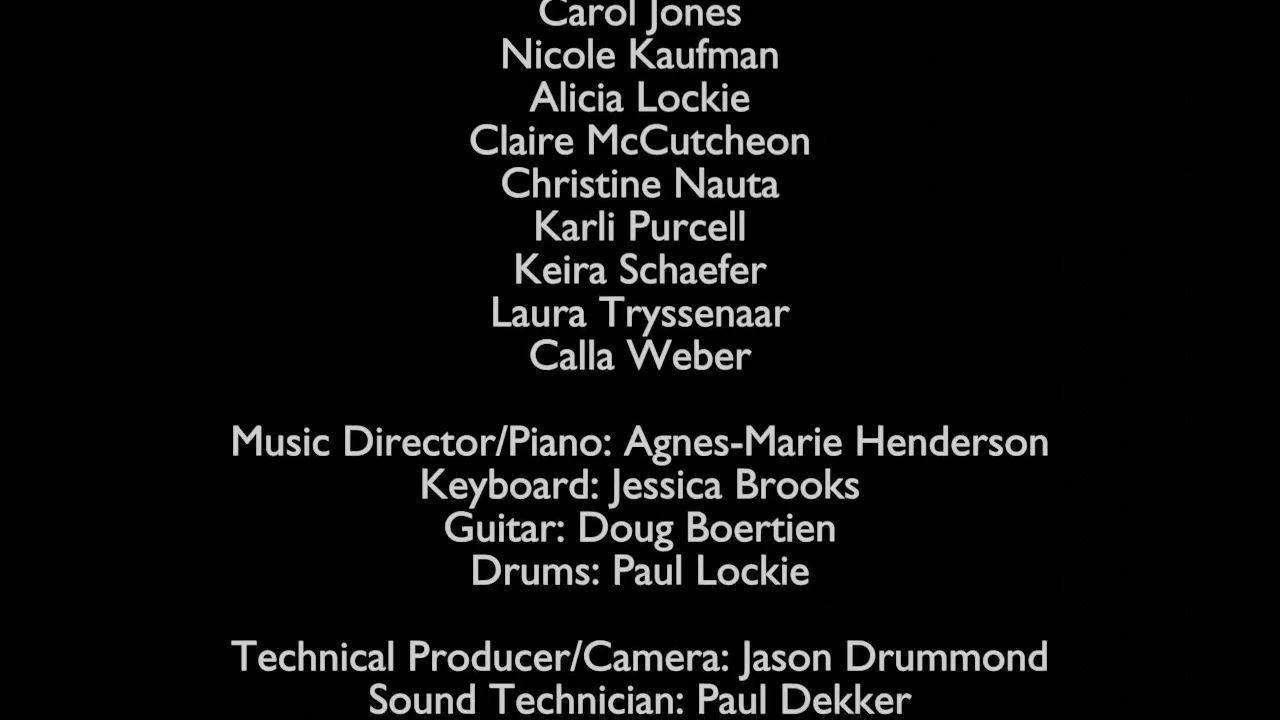 Carol Jones
Nicole Kaufman
Alicia Lockie
Claire McCutcheon
Christine Nauta
Karli Purcell
Keira Schaefer
Laura Tryssenaar
Calla Weber
Music Director/Piano: Agnes-Marie Henderson
Keyboard: Jessica Brooks
Guitar: Doug Boertien
Drums: Paul Lockie
Technical Producer/Camera: Jason Drummond
Sound Technician: Paul Dekker